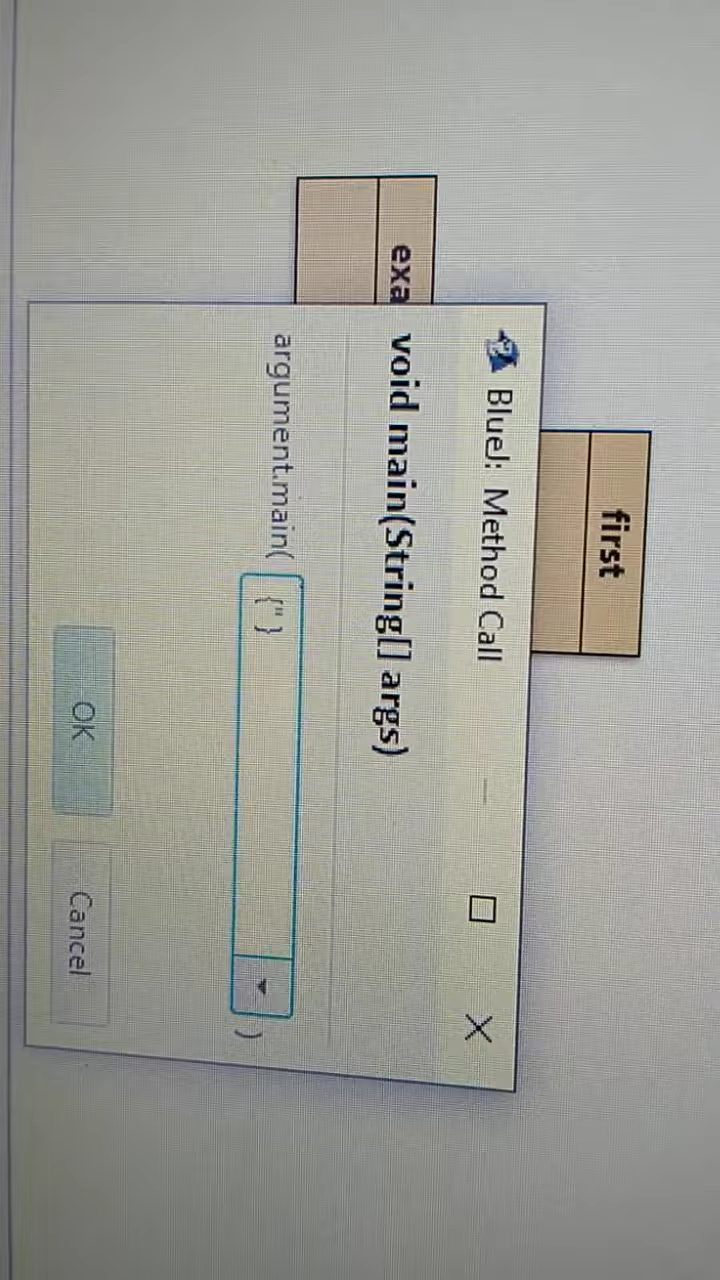 first
exa
BlueJ: Method Call
void main(String[] args)
argument.main( {" } )
OK Cancel